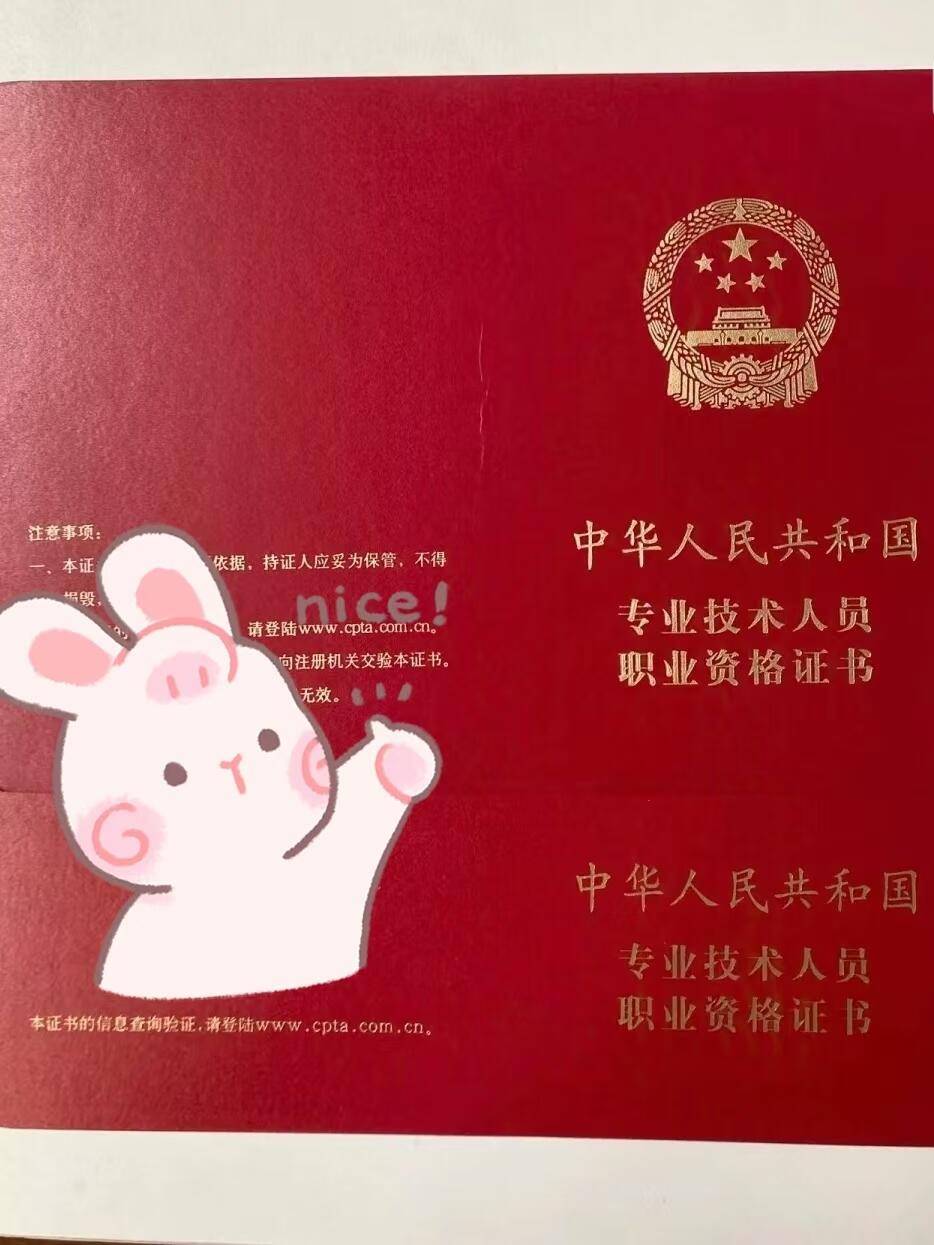 注意事项:
一、本证 依据,持证人应妥为保管,不得
损毁,
请登陆www.cpta.com.cn。
向注册机关交验本证书。
无效。
nice!
中华人民共和国
专业技术人员
职业资格证书
中华人民共和国
专业技术人员
职业资格证书
本证书的信息查询验证,请登陆www.cpta.com.cn。